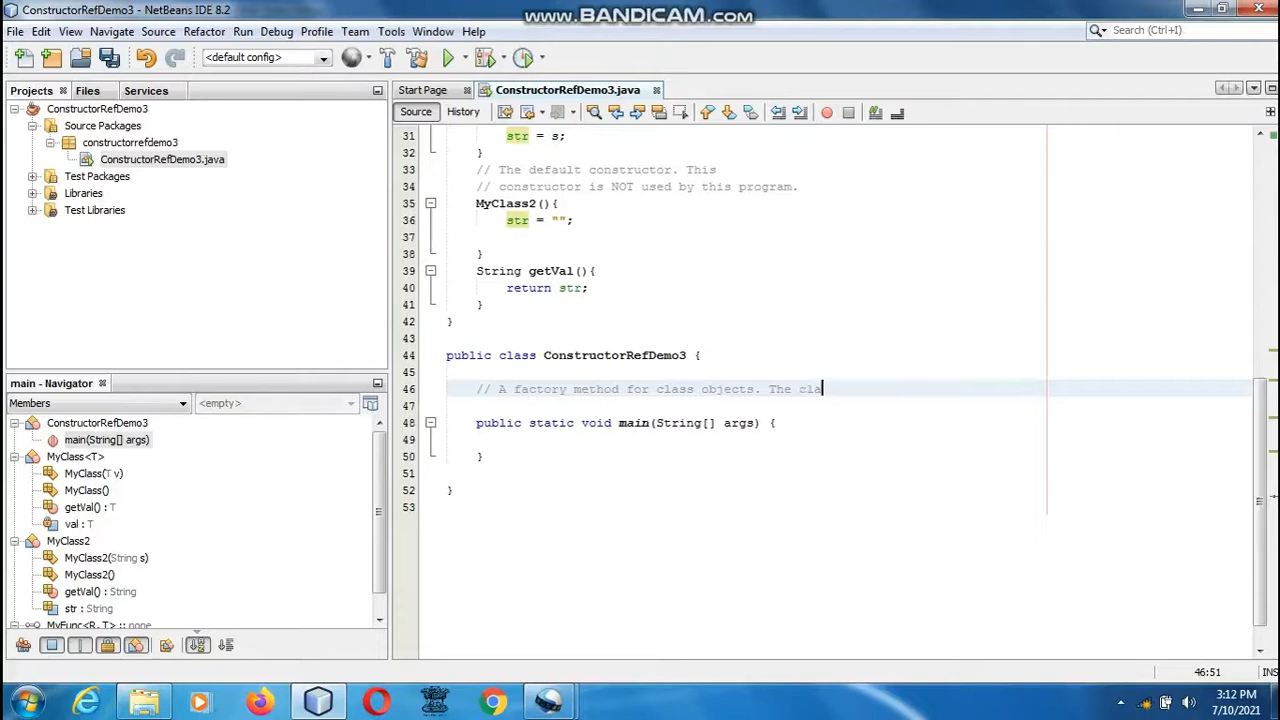 ConstructorRefDemo3 - NetBeans IDE 8.2
www.BANDICAM.com
File Edit View Navigate Source Refactor Run Debug Profile Team Tools Window Help
Search (Ctrl+I)
<default config>
Projects Files Services
Start Page ConstructorRefDemo3.java
Source History
ConstructorRefDemo3
Source Packages
constructorrefdemo3
ConstructorRefDemo3.java
Test Packages
Libraries
Test Libraries
31 str = s;
32 }
33 // The default constructor. This
34 // constructor is NOT used by this program.
35 MyClass2(){
36 str = "";
37
38 }
39 String getVal(){
40 return str;
41 }
42 }
43
44 public class ConstructorRefDemo3 {
45
46 // A factory method for class objects. The cla
47
48 public static void main(String[] args) {
49
50 }
51
52 }
53
main - Navigator
Members <empty>
ConstructorRefDemo3
main(String[] args)
MyClass<T>
MyClass(T v)
MyClass()
getVal() : T
val : T
MyClass2
MyClass2(String s)
MyClass2()
getVal() : String
str : String
MyFunc<R, T> :: none
46:51
3:12 PM
7/10/2021